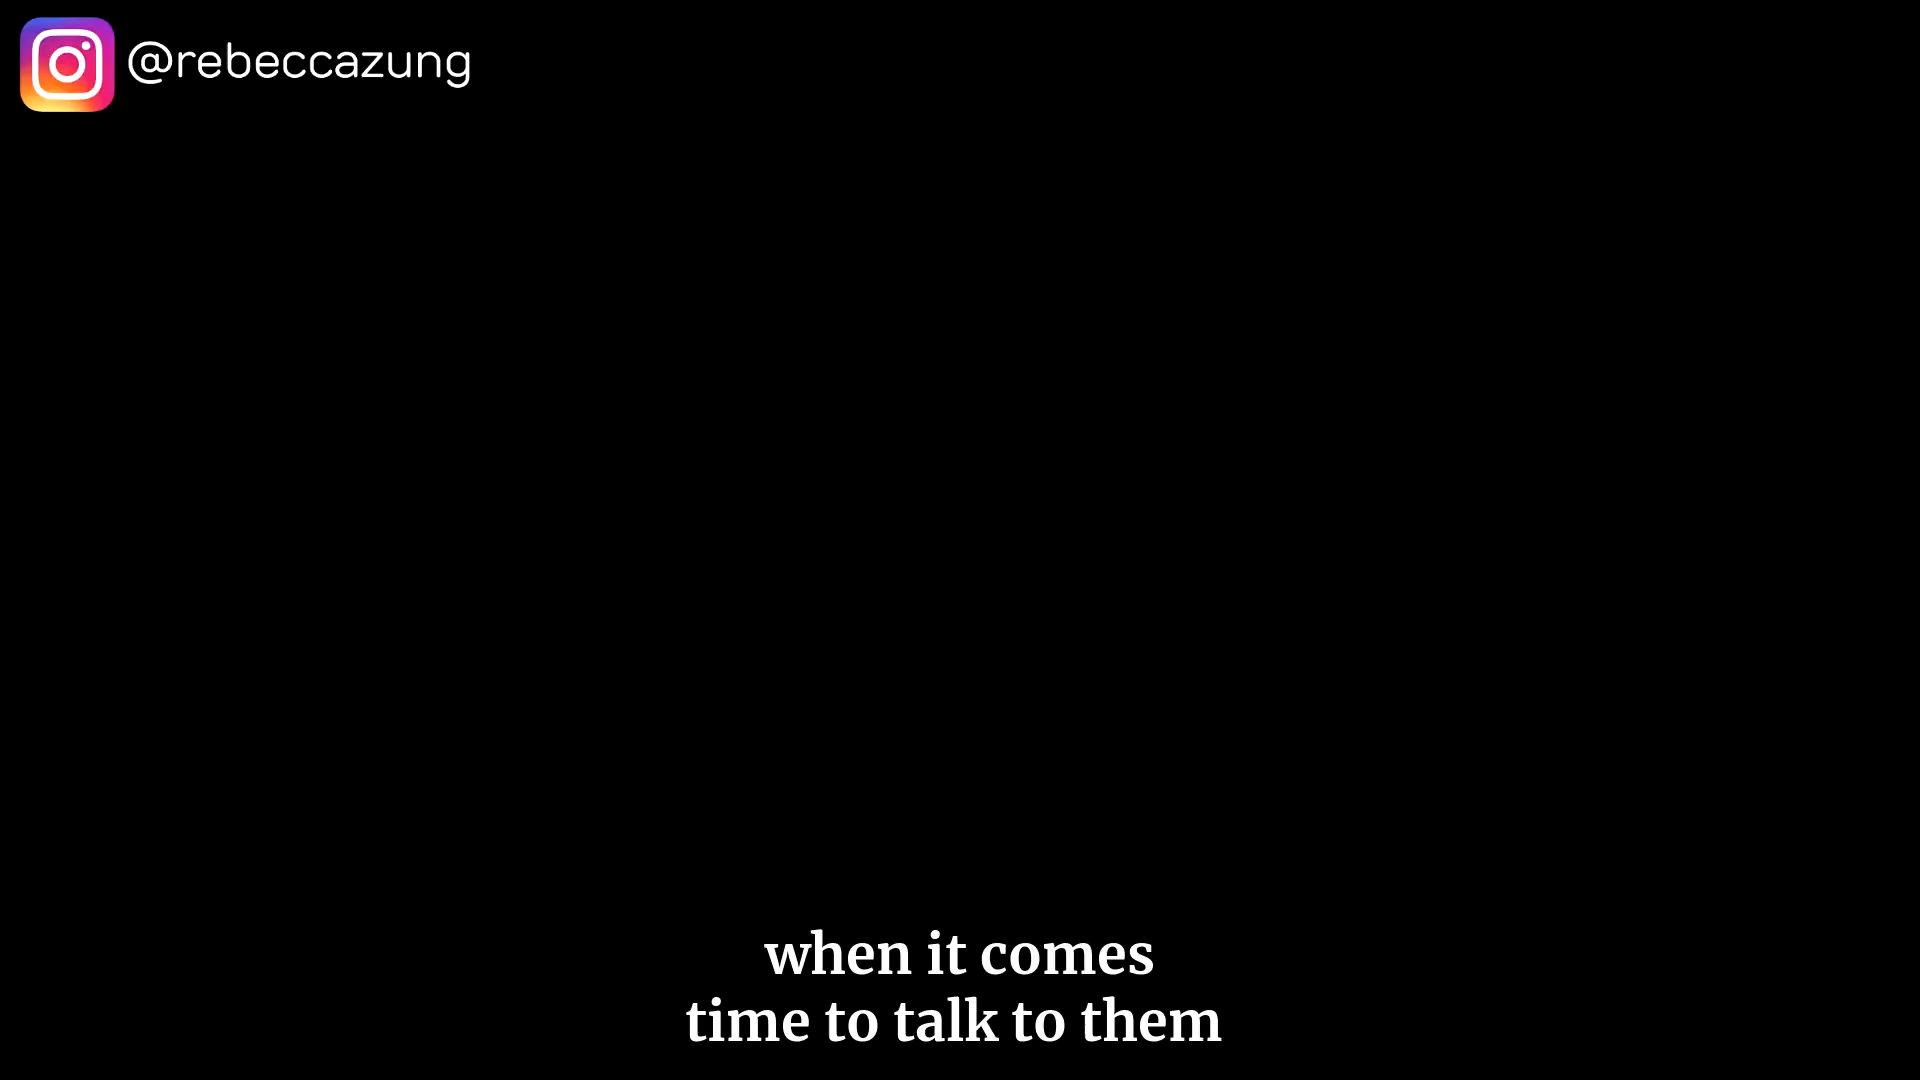 @rebeccazung
when it comes
time to talk to them